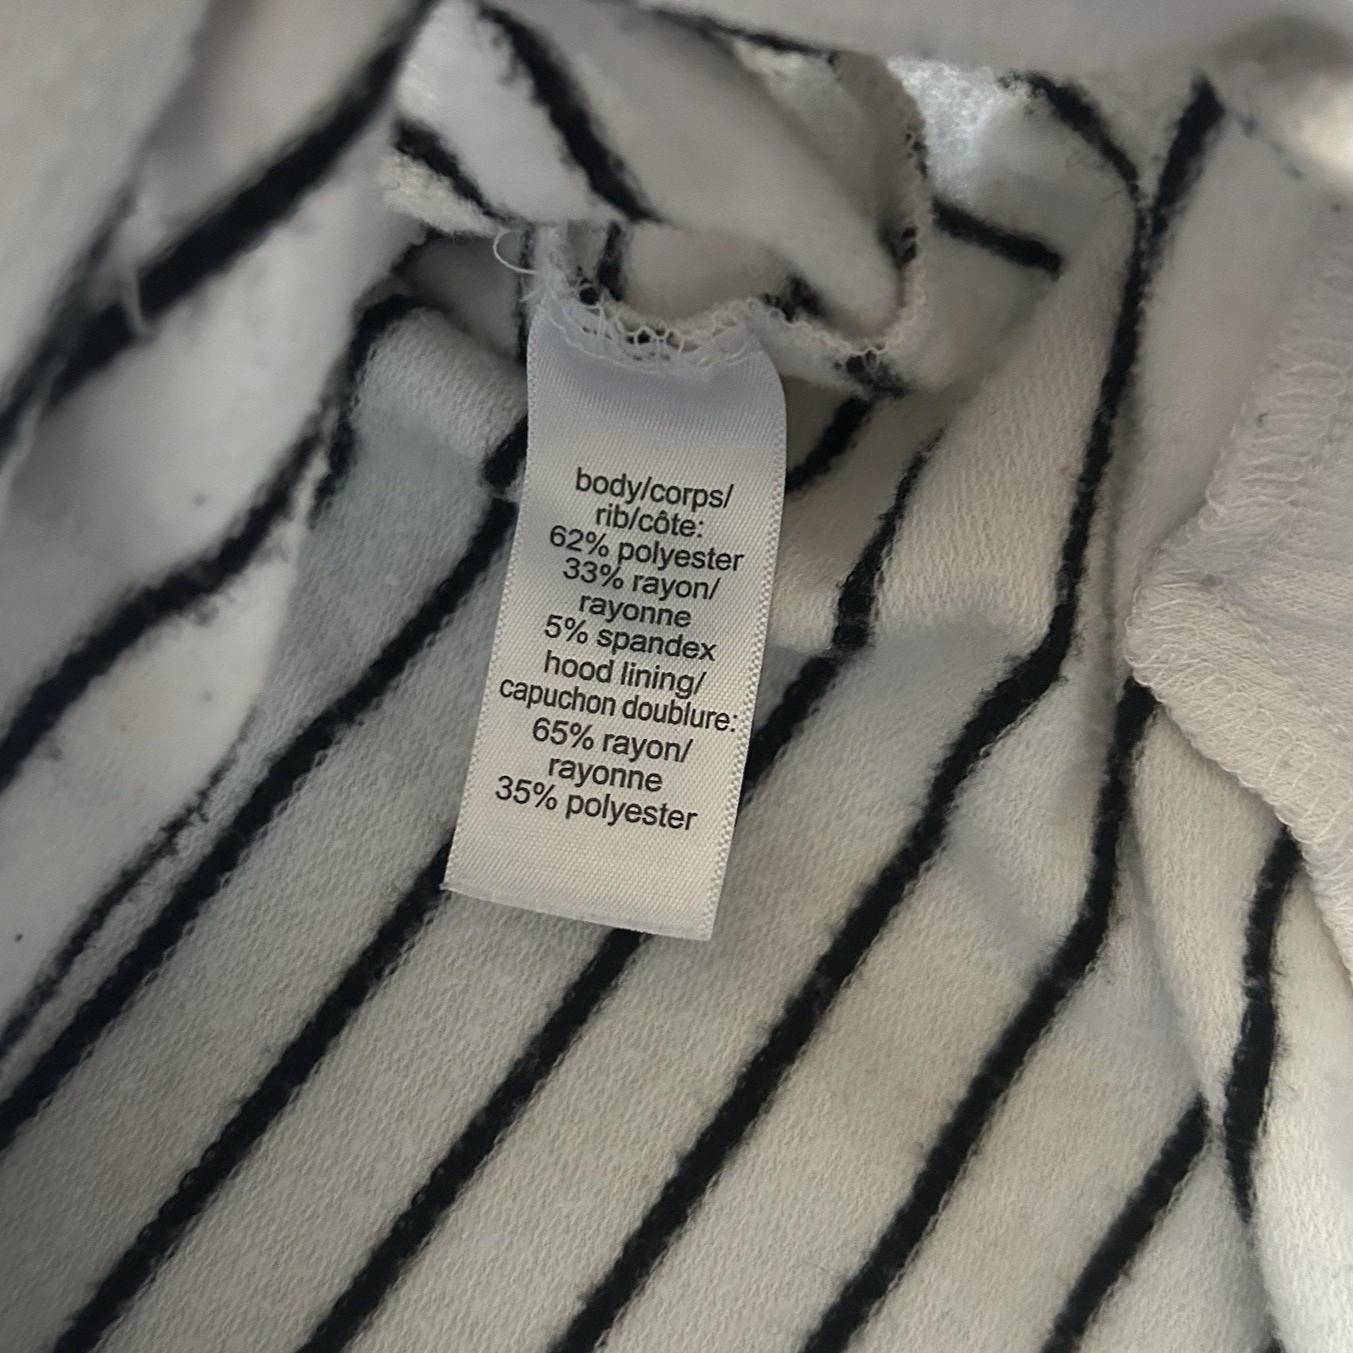 body/corps/
rib/côte:
62% polyester
33% rayon/
rayonne
5% spandex
hood lining/
capuchon doublure:
65% rayon/
rayonne
35% polyester